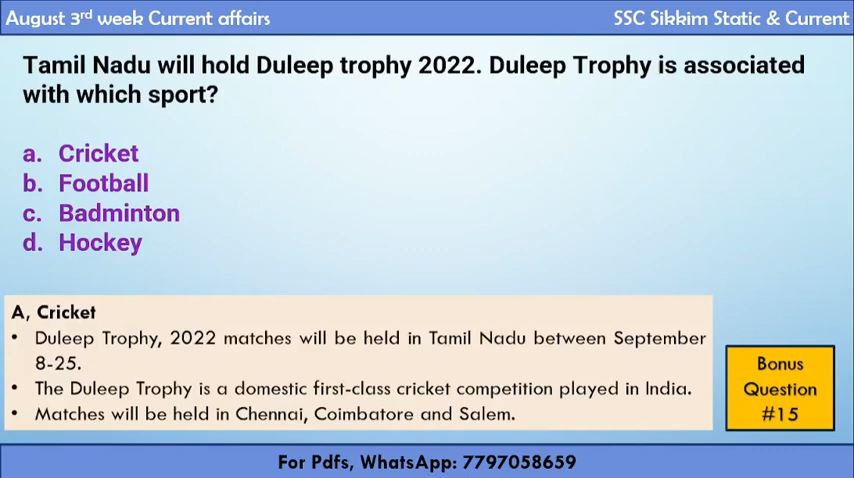 August 3rd week Current affairs
SSC Sikkim Static & Current
Tamil Nadu will hold Duleep trophy 2022. Duleep Trophy is associated
with which sport?
a. Cricket
b. Football
c. Badminton
d. Hockey
A, Cricket
• Duleep Trophy, 2022 matches will be held in Tamil Nadu between September
8-25.
• The Duleep Trophy is a domestic first-class cricket competition played in India.
• Matches will be held in Chennai, Coimbatore and Salem.
Bonus
Question
#15
For Pdfs, WhatsApp: 7797058659